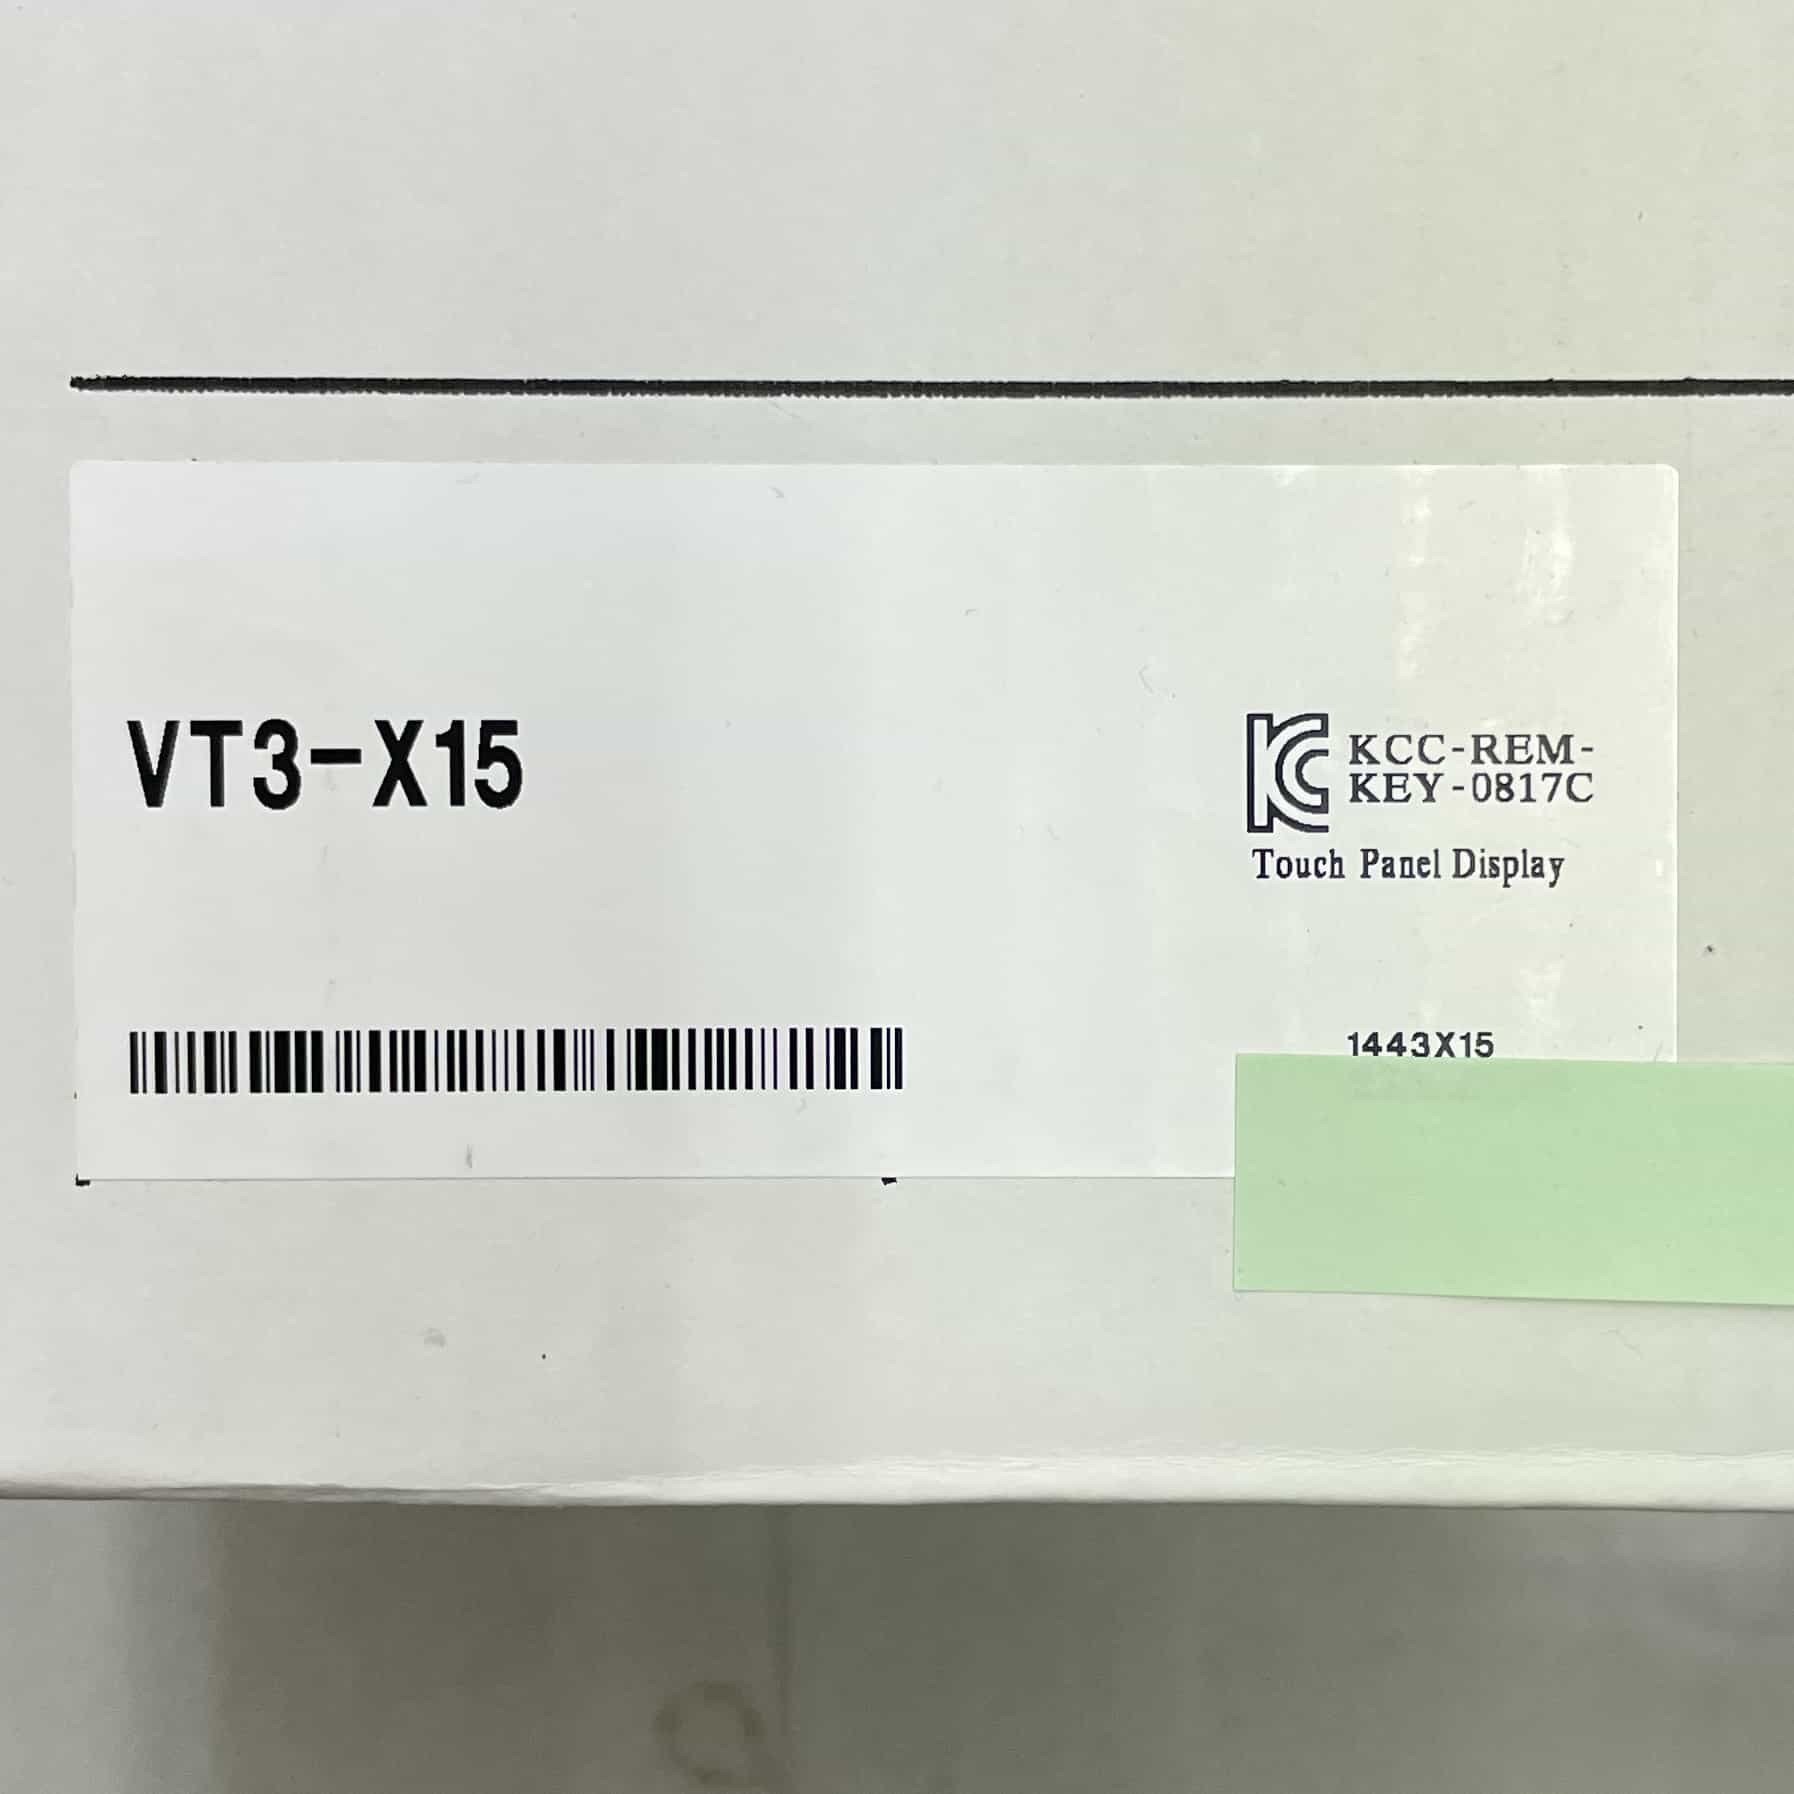 VT3-X15
KCC-REM-
KEY-0817C
Touch Panel Display
1443X15